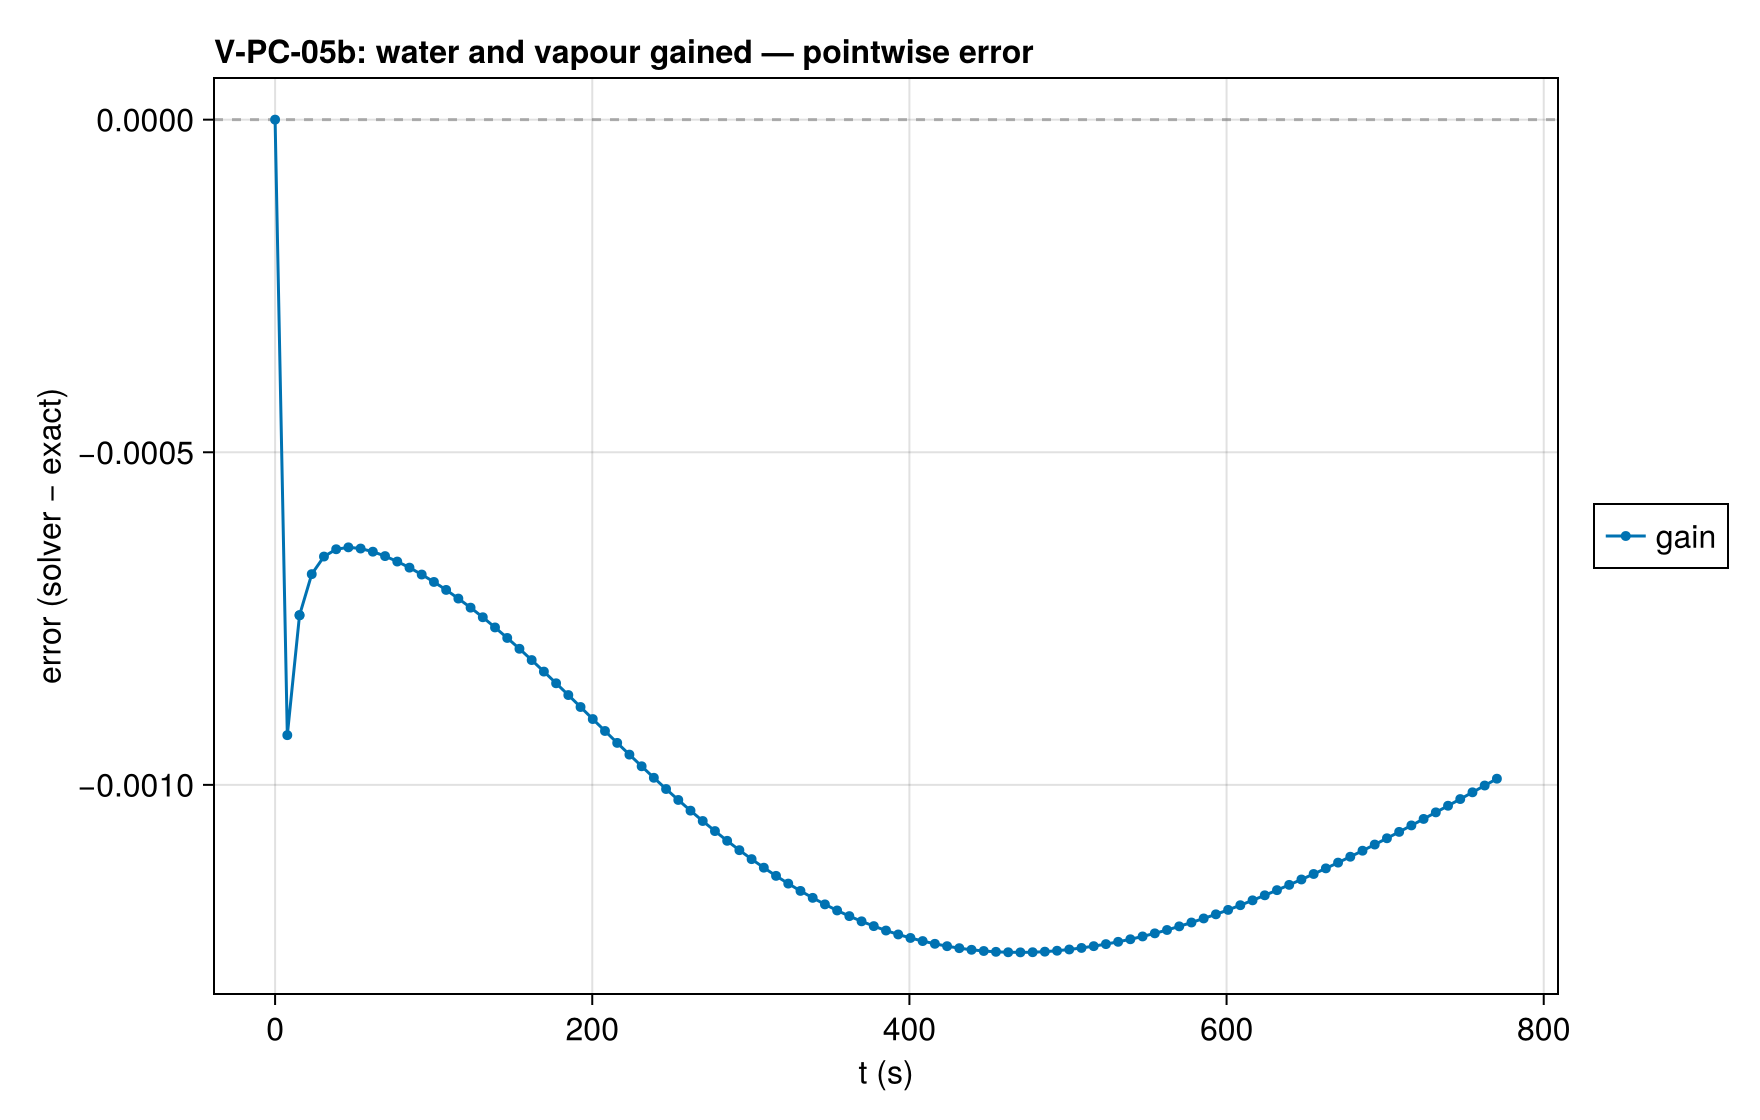 V-PC-05b: water and vapour gained — pointwise error
error (solver – exact)
0.0000
−0.0005
−0.0010
0
200
400
600
800
t (s)
gain